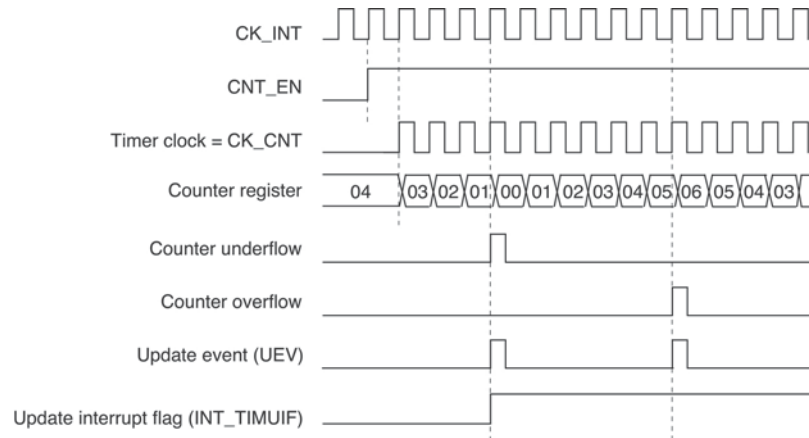 CK_INT
CNT_EN
Timer clock = CK_CNT
Counter register 04 03 02 01 00 01 02 03 04 05 06 05 04 03
Counter underflow
Counter overflow
Update event (UEV)
Update interrupt flag (INT_TIMUIF)